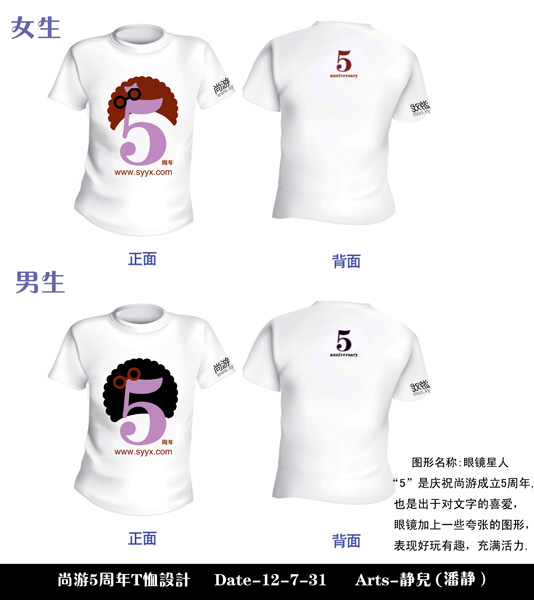 女生
5
周年
www.syyx.com
尚游
5
anniversary
正面
背面
男生
5
周年
www.syyx.com
尚游
5
anniversary
正面
背面
图形名称:眼镜星人
“5”是庆祝尚游成立5周年,
也是出于对文字的喜爱，
眼镜加上一些夸张的图形，
表现好玩有趣，充满活力.
尚游5周年T恤設計 Date-12-7-31 Arts-静兒(潘静)